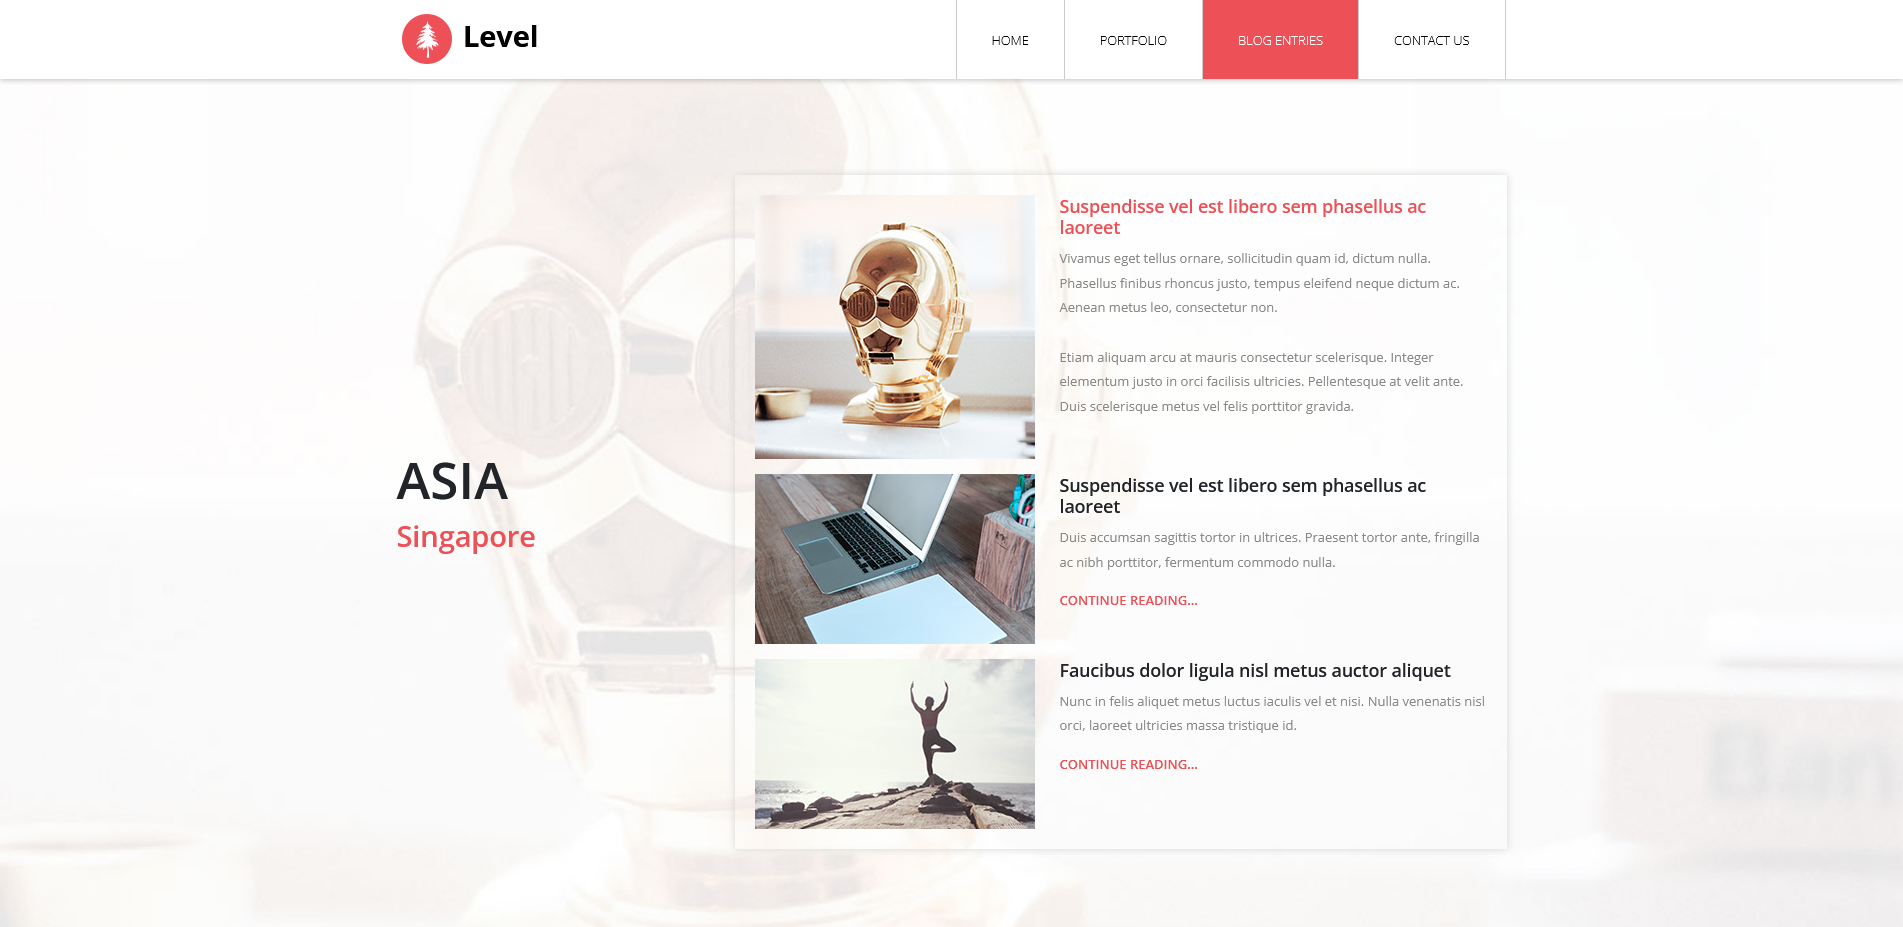 Level
HOME
PORTFOLIO
BLOG ENTRIES
CONTACT US
ASIA
Singapore
Suspendisse vel est libero sem phasellus ac
laoreet
Vivamus eget tellus ornare, sollicitudin quam id, dictum nulla.
Phasellus finibus rhoncus justo, tempus eleifend neque dictum ac.
Aenean metus leo, consectetur non.
Etiam aliquam arcu at mauris consectetur scelerisque. Integer
elementum justo in orci facilisis ultricies. Pellentesque at velit ante.
Duis scelerisque metus vel felis porttitor gravida.
Suspendisse vel est libero sem phasellus ac
laoreet
Duis accumsan sagittis tortor in ultrices. Praesent tortor ante, fringilla
ac nibh porttitor, fermentum commodo nulla.
CONTINUE READING...
Faucibus dolor ligula nisl metus auctor aliquet
Nunc in felis aliquet metus luctus iaculis vel et nisi. Nulla venenatis nisl
orci, laoreet ultricies massa tristique id.
CONTINUE READING...